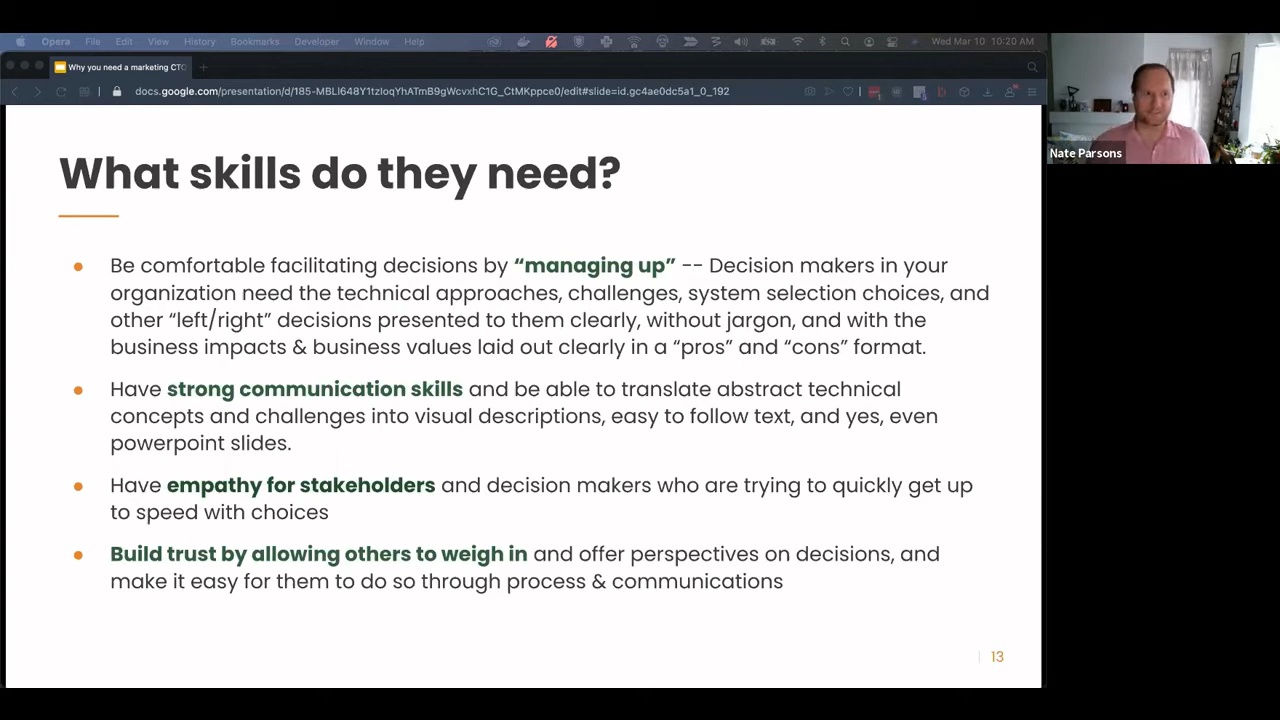 Opera File Edit View History Bookmarks Developer Window Help Wed Mar 10 10:20 AM
Why you need a marketing CTO
docs.google.com/presentation/d/185-MBLl648Y1tzIoqYhATmB9gWcvxhC1G_CtMKppce0/edit#slide=id.gc4ae0dc5a1_0_192
Nate Parsons
What skills do they need?
Be comfortable facilitating decisions by “managing up” -- Decision makers in your
organization need the technical approaches, challenges, system selection choices, and
other “left/right” decisions presented to them clearly, without jargon, and with the
business impacts & business values laid out clearly in a “pros” and “cons” format.
Have strong communication skills and be able to translate abstract technical
concepts and challenges into visual descriptions, easy to follow text, and yes, even
powerpoint slides.
Have empathy for stakeholders and decision makers who are trying to quickly get up
to speed with choices
Build trust by allowing others to weigh in and offer perspectives on decisions, and
make it easy for them to do so through process & communications
13